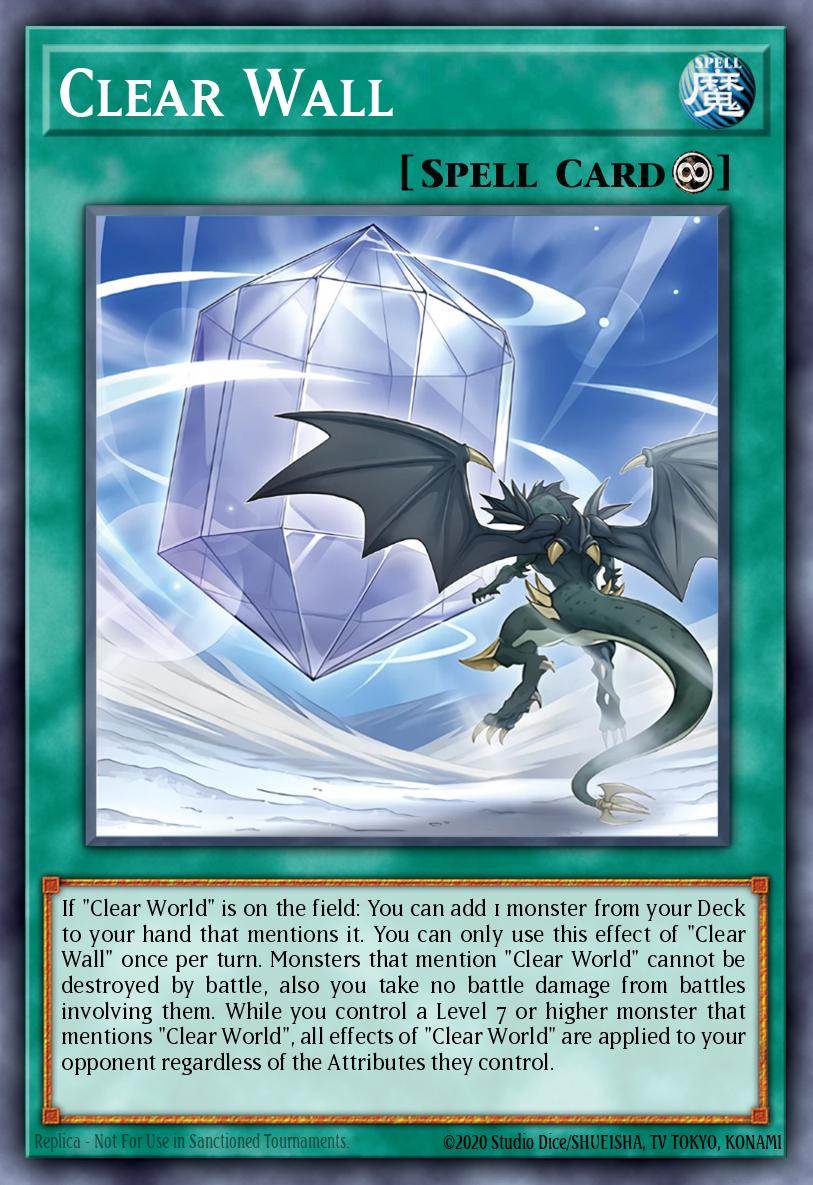 Clear Wall
SPELL
魔
[Spell Card]
If "Clear World" is on the field: You can add 1 monster from your Deck
to your hand that mentions it. You can only use this effect of "Clear
Wall" once per turn. Monsters that mention "Clear World" cannot be
destroyed by battle, also you take no battle damage from battles
involving them. While you control a Level 7 or higher monster that
mentions "Clear World", all effects of "Clear World" are applied to your
opponent regardless of the Attributes they control.
Replica - Not For Use in Sanctioned Tournaments.
©2020 Studio Dice/SHUEISHA, TV TOKYO, KONAMI